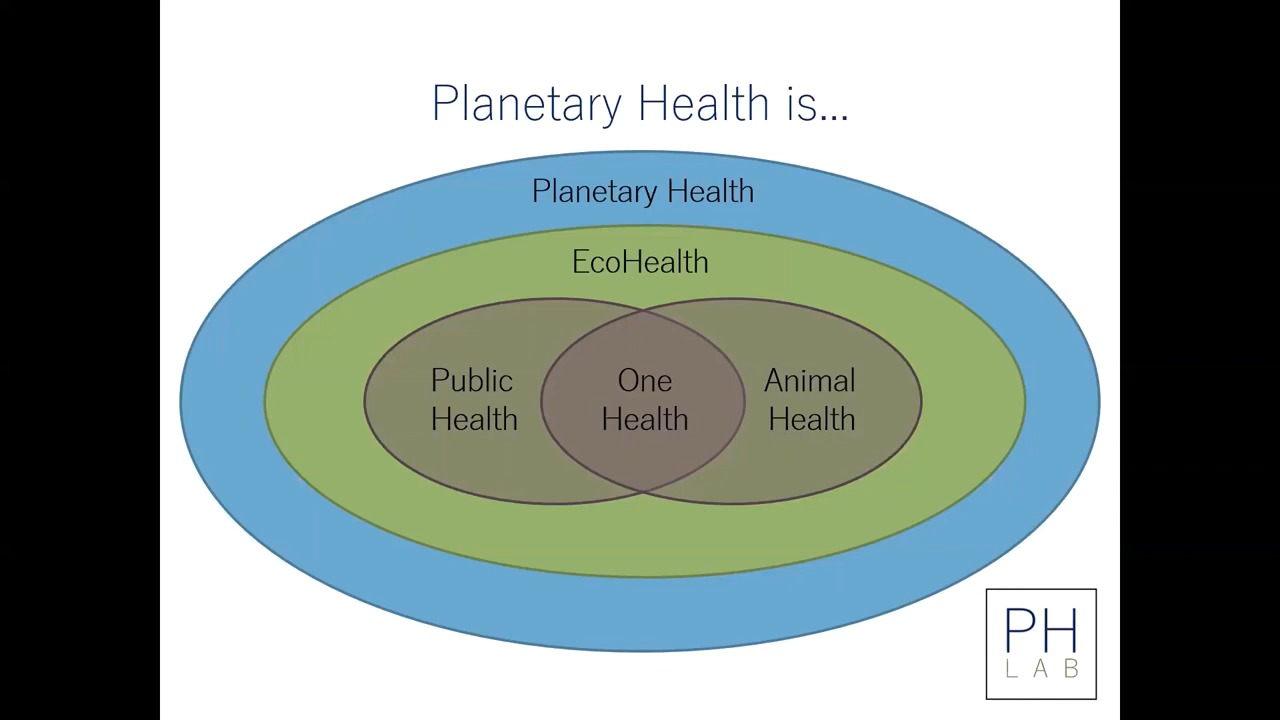 Planetary Health is...
Planetary Health
EcoHealth
Public
Health
One
Health
Animal
Health
PH
LAB